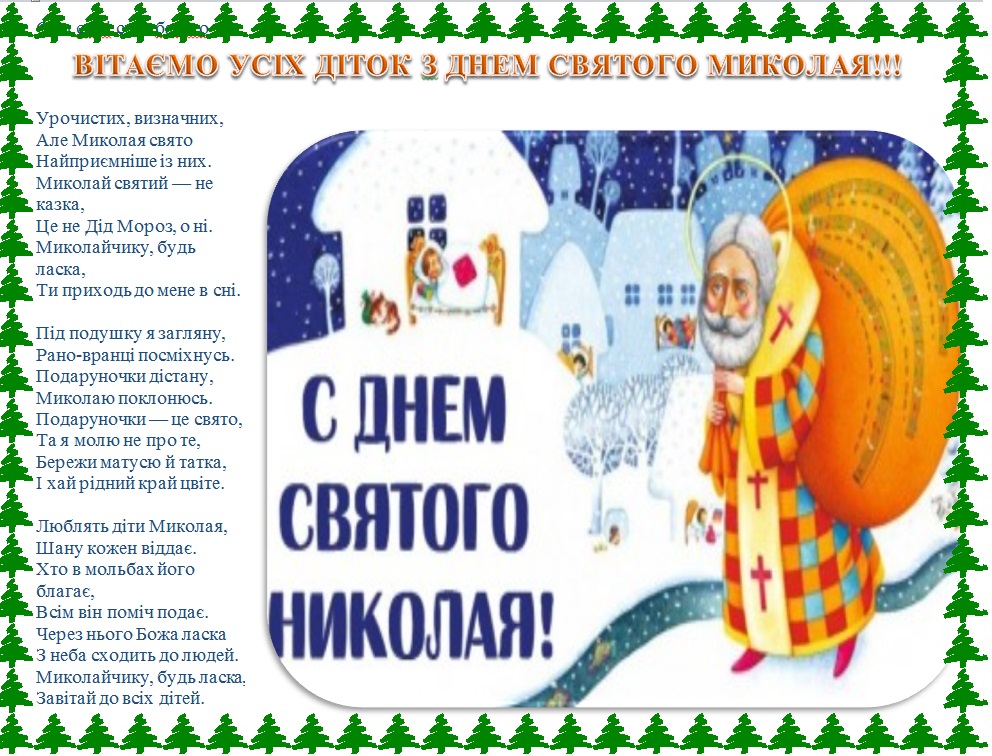 ВІТАЄМО УСІХ ДІТОК З ДНЕМ СВЯТОГО МИКОЛАЯ!!!
Урочистих, визначних,
Але Миколая свято
Найприємніше із них.
Миколай святий — не
казка,
Це не Дід Мороз, о ні.
Миколайчику, будь
ласка,
Ти приходь до мене в сні.
Під подушку я загляну,
Рано-вранці посміхнусь.
Подаруночки дістану,
Миколаю поклонюсь.
Подаруночки — це свято,
Та я молю не про те,
Бережи матусю й татка,
І хай рідний край цвіте.
Люблять діти Миколая,
Шану кожен віддає.
Хто в мольбах його
благає,
Всім він поміч подає.
Через нього Божа ласка
З неба сходить до людей.
Миколайчику, будь ласка,
Завітай до всіх дітей.
С ДНЕМ
СВЯТОГО
НИКОЛАЯ!